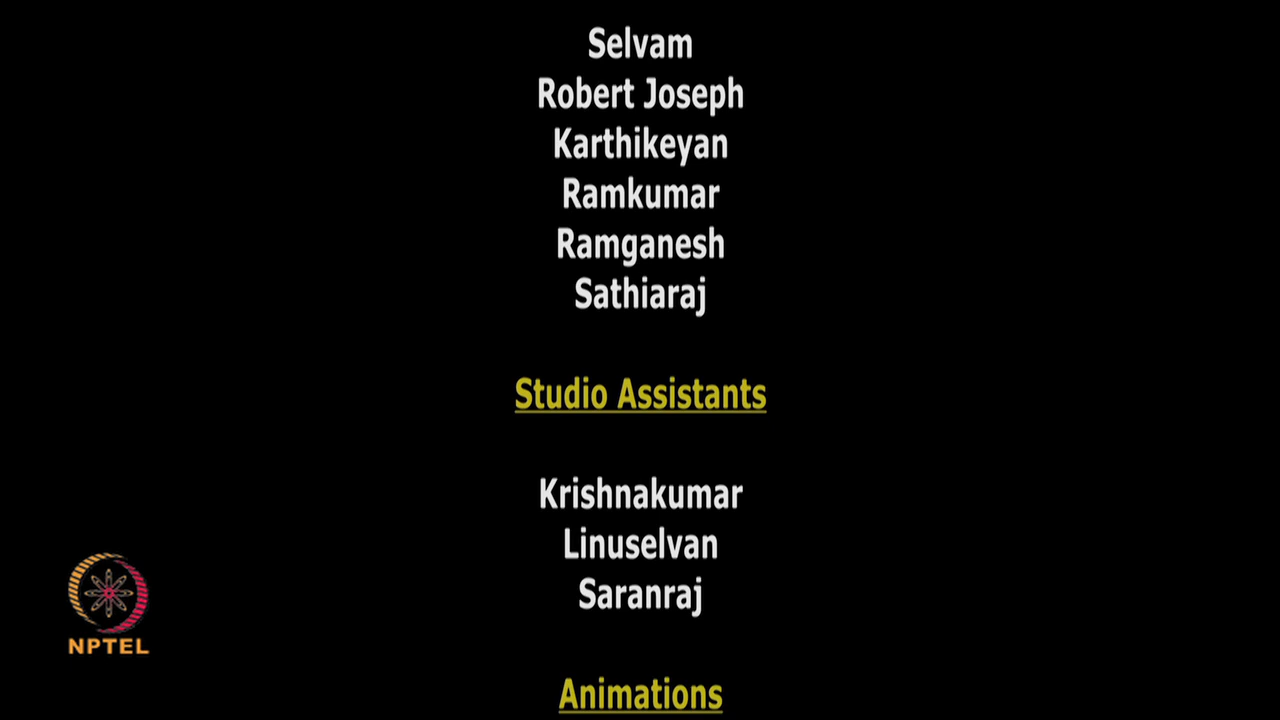 Selvam
Robert Joseph
Karthikeyan
Ramkumar
Ramganesh
Sathiaraj
Studio Assistants
Krishnakumar
Linuselvan
Saranraj
NPTEL
Animations